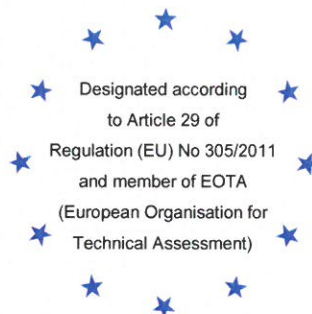 Designated according
to Article 29 of
Regulation (EU) No 305/2011
and member of EOTA
(European Organisation for
Technical Assessment)